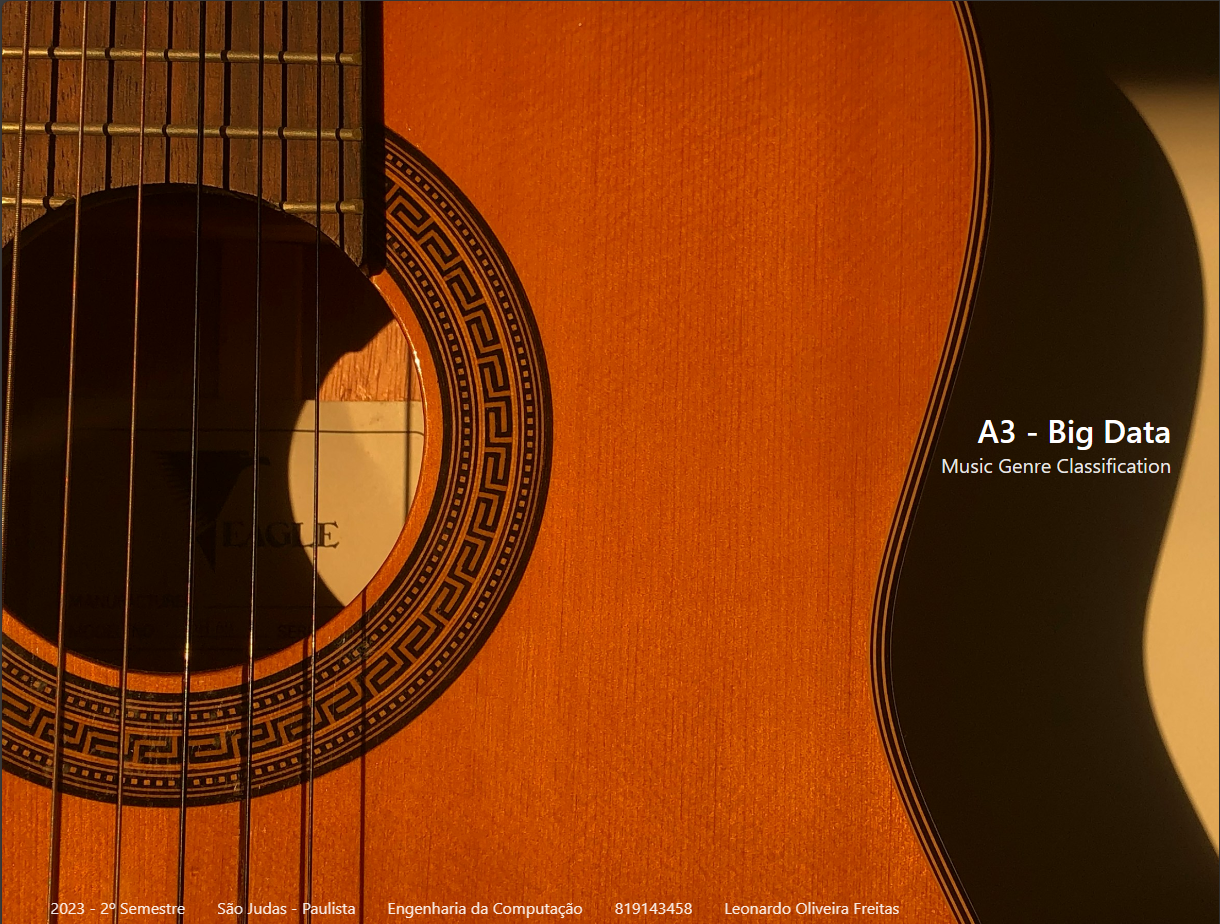 A3 - Big Data
Music Genre Classification
EAGLE
2023 - 2º Semestre São Judas - Paulista Engenharia da Computação 819143458 Leonardo Oliveira Freitas